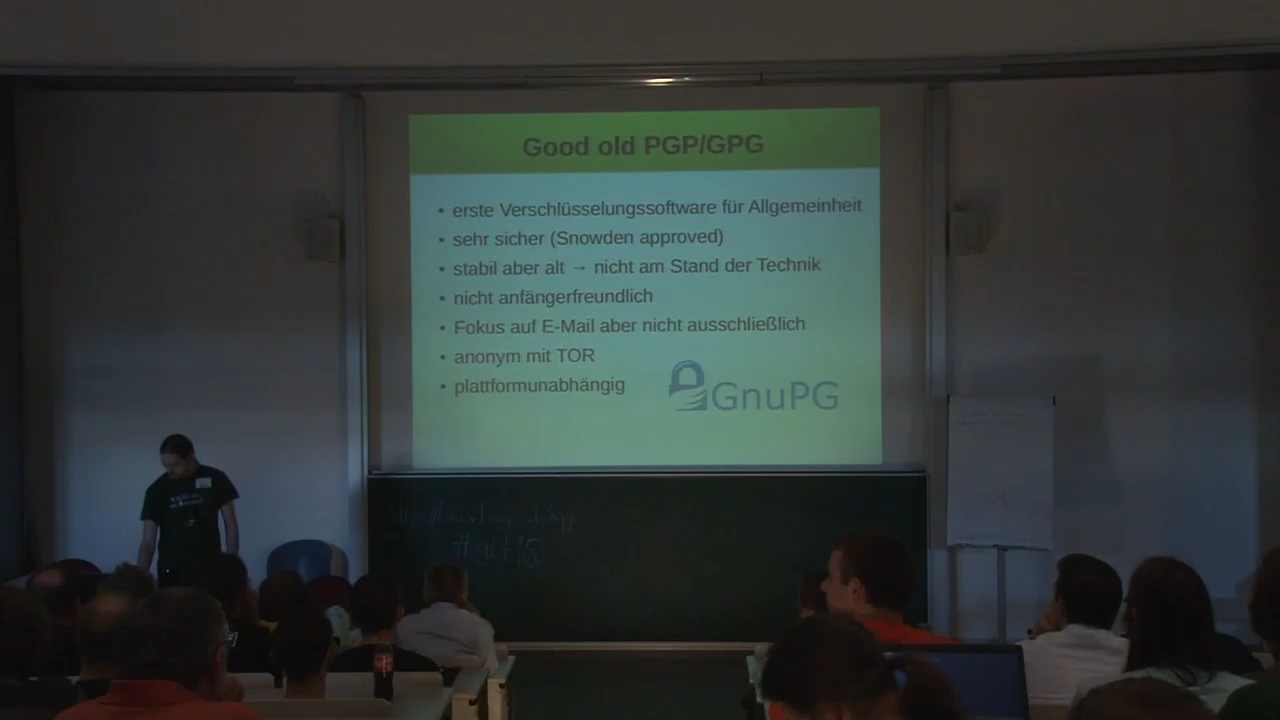 Good old PGP/GPG
• erste Verschlüsselungssoftware für Allgemeinheit
• sehr sicher (Snowden approved)
• stabil aber alt → nicht am Stand der Technik
• nicht anfängerfreundlich
• Fokus auf E-Mail aber nicht ausschließlich
• anonym mit TOR
• plattformunabhängig
GnuPG